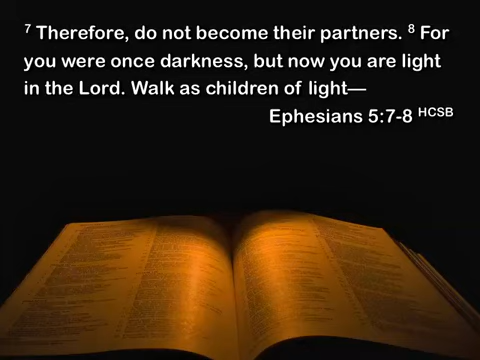 ⁷ Therefore, do not become their partners. ⁸ For
you were once darkness, but now you are light
in the Lord. Walk as children of light—
Ephesians 5:7-8 HCSB